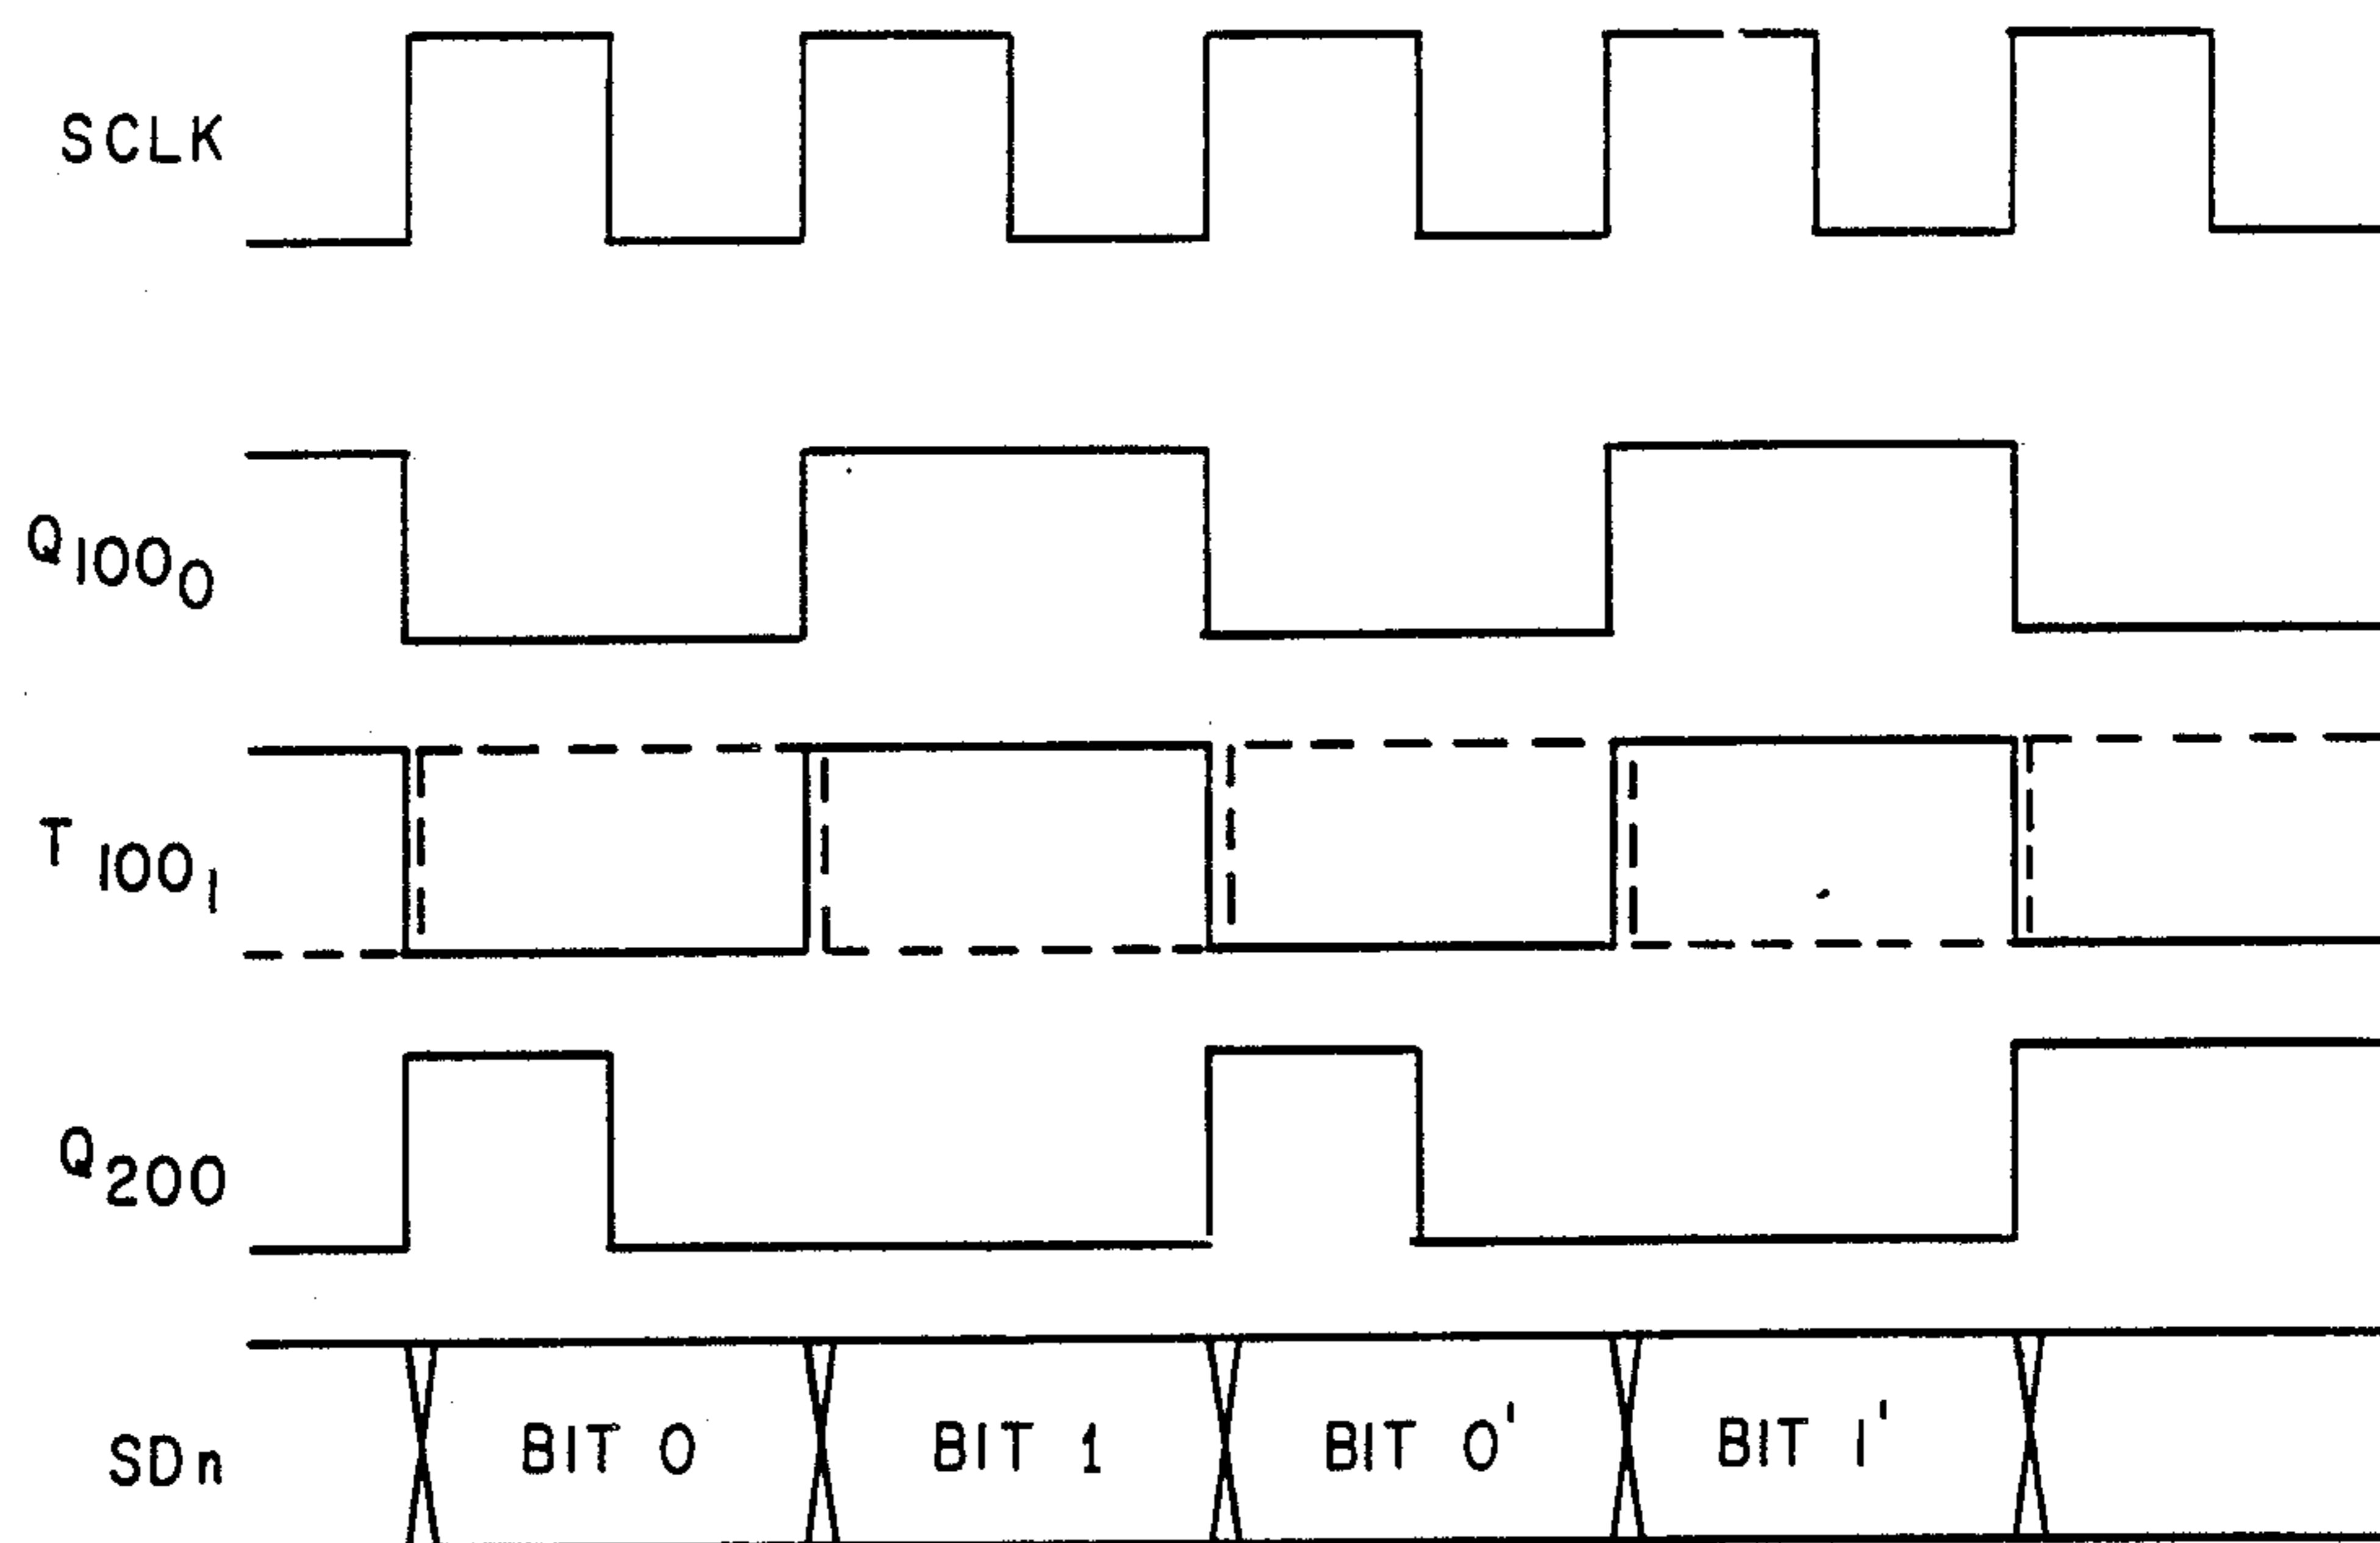 SCLK
Q1000
T1001
Q200
SDn BIT 0 BIT 1 BIT 0' BIT 1'